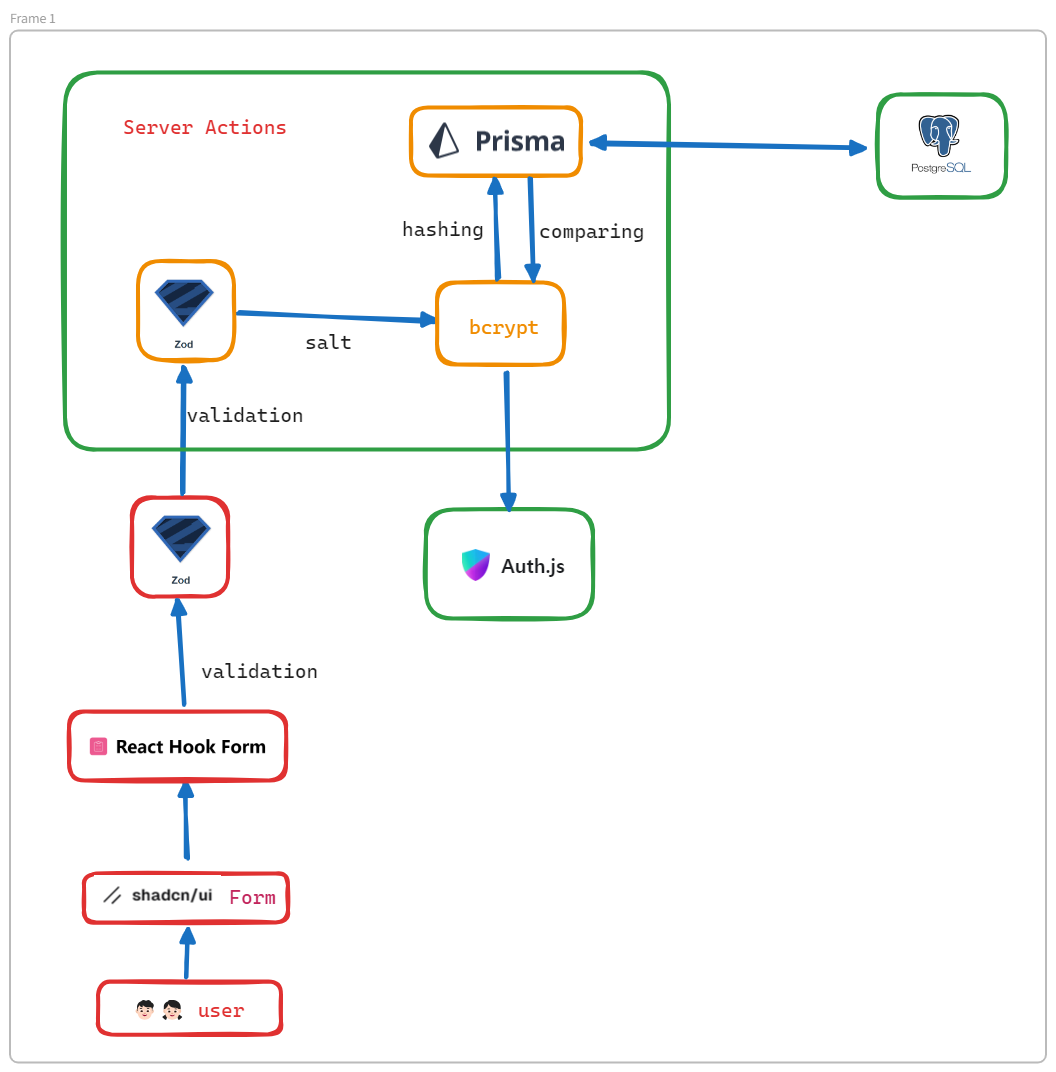 Frame 1
Server Actions
Prisma
PostgreSQL
hashing
comparing
Zod
salt
bcrypt
validation
Zod
Auth.js
validation
React Hook Form
shadcn/ui Form
user